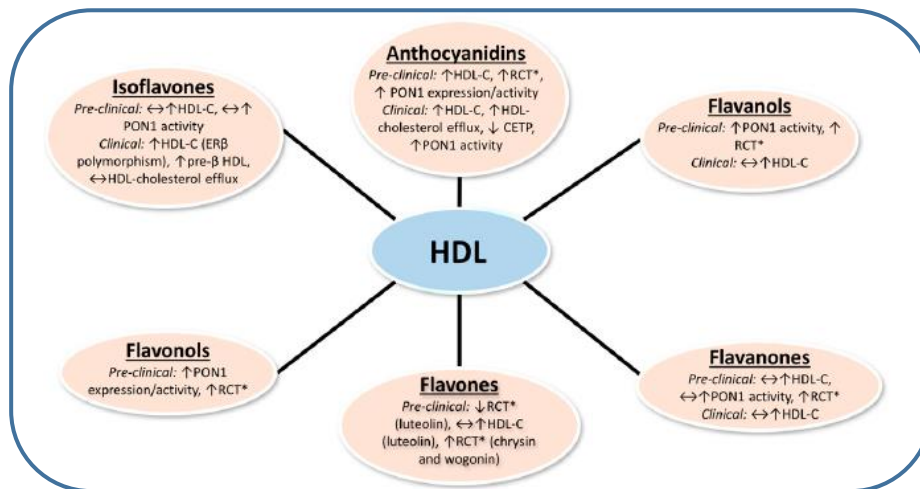 Anthocyanidins
Pre-clinical: ↑HDL-C, ↑RCT*,
↑ PON1 expression/activity
Clinical: ↑HDL-C, ↑HDL-
cholesterol efflux, ↓ CETP,
↑PON1 activity
Isoflavones
Pre-clinical: ↔↑HDL-C, ↔↑
PON1 activity
Clinical: ↑HDL-C (ERβ
polymorphism), ↑pre-β HDL,
↔HDL-cholesterol efflux
Flavanols
Pre-clinical: ↑PON1 activity, ↑
RCT*
Clinical: ↔↑HDL-C
HDL
Flavonols
Pre-clinical: ↑PON1
expression/activity, ↑RCT*
Flavones
Pre-clinical: ↓RCT*
(luteolin), ↔↑HDL-C
(luteolin), ↑RCT* (chrysin
and wogonin)
Flavanones
Pre-clinical: ↔↑HDL-C,
↔↑PON1 activity, ↑RCT*
Clinical: ↔↑HDL-C